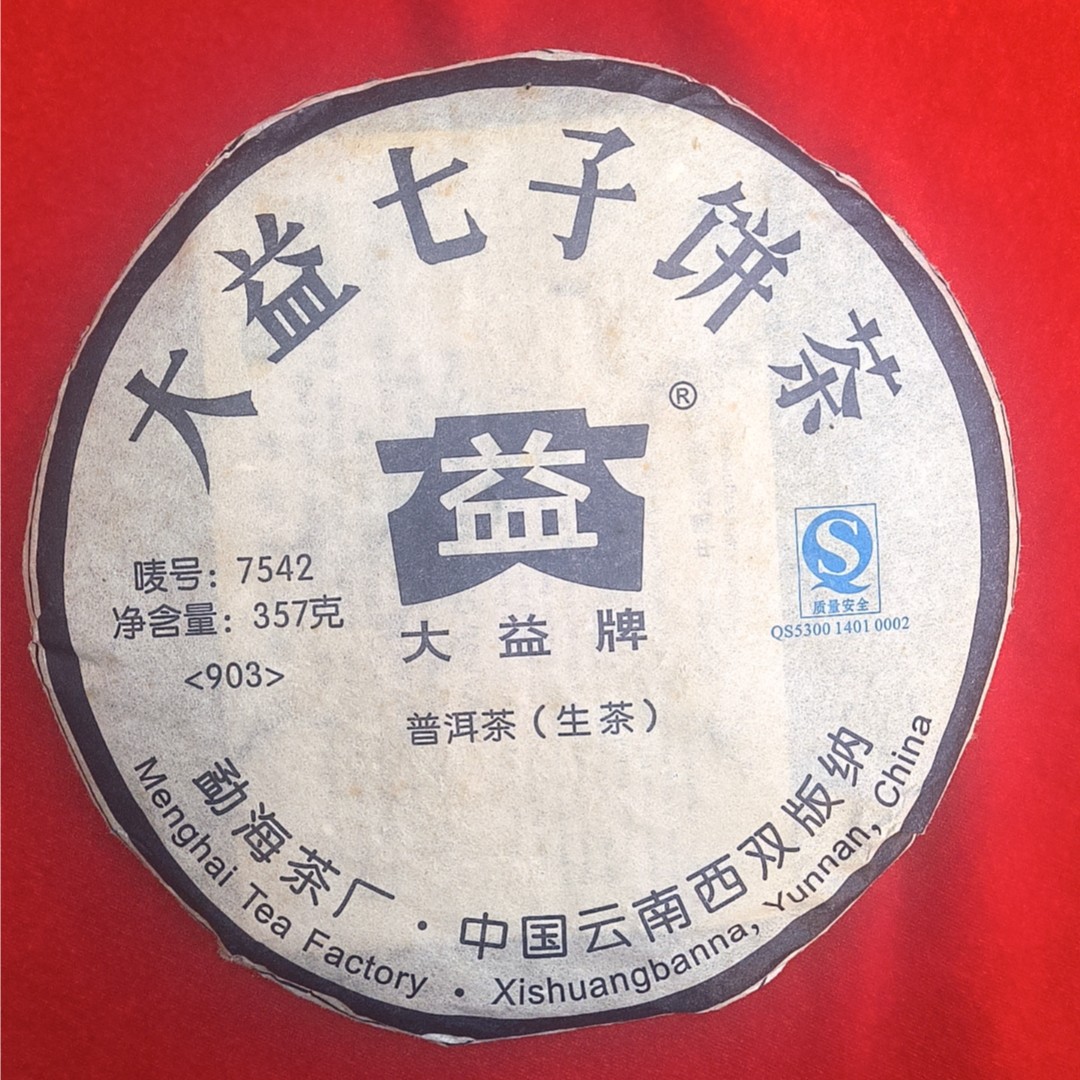 大益七子饼茶
®
益
大益牌
唛号：7542
净含量：357克
<903>
普洱茶（生茶）
S
质量安全
QS5300 1401 0002
勐海茶厂·中国云南西双版纳
Menghai Tea Factory · Xishuangbanna, Yunnan, China